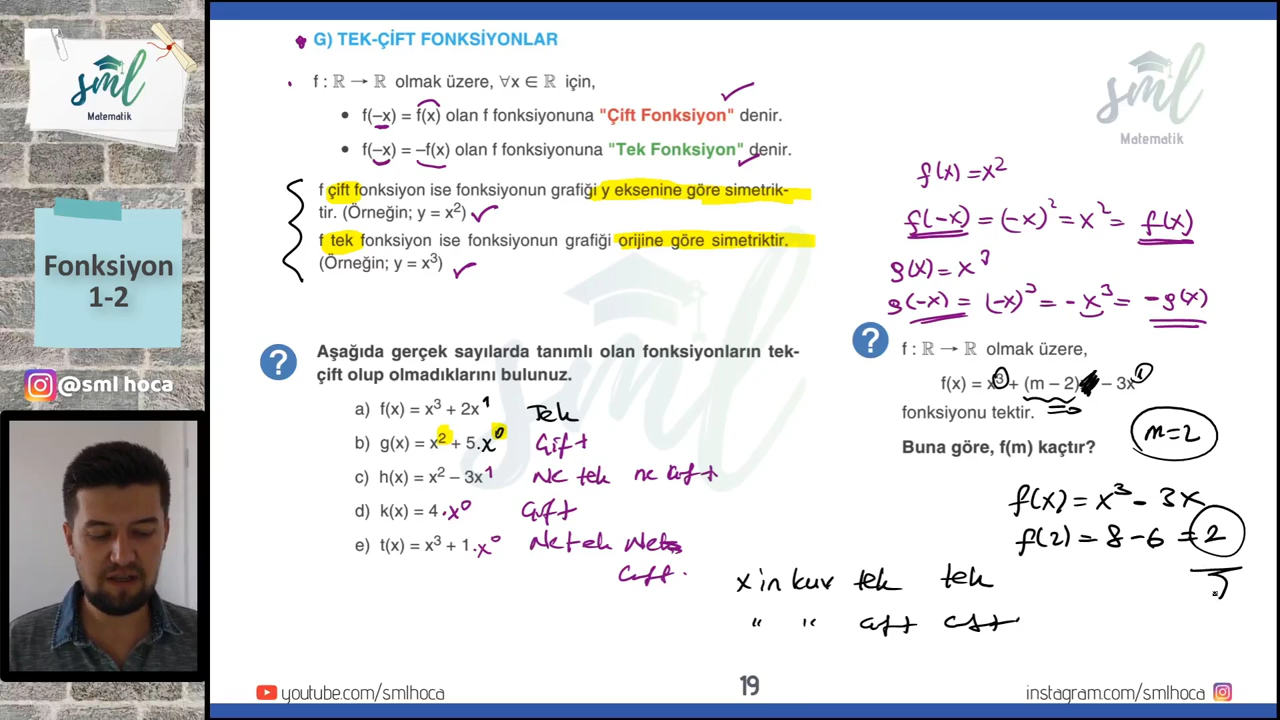 sml
Matematik
Fonksiyon
1-2
@sml hoca
G) TEK-ÇİFT FONKSİYONLAR
f : ℝ → ℝ olmak üzere, ∀x ∈ ℝ için,
• f(−x) = f(x) olan f fonksiyonuna "Çift Fonksiyon" denir.
• f(−x) = −f(x) olan f fonksiyonuna "Tek Fonksiyon" denir.
f çift fonksiyon ise fonksiyonun grafiği y eksenine göre simetrik-
tir. (Örneğin; y = x²)
f tek fonksiyon ise fonksiyonun grafiği orijine göre simetriktir.
(Örneğin; y = x³)
?
Aşağıda gerçek sayılarda tanımlı olan fonksiyonların tek-
çift olup olmadıklarını bulunuz.
a) f(x) = x³ + 2x¹ Tek
b) g(x) = x² + 5.x⁰ Çift
c) h(x) = x² − 3x¹ Ne tek ne çift
d) k(x) = 4.x⁰ Çift
e) t(x) = x³ + 1.x⁰ Ne tek Ne
çift.
sml
Matematik
f(x) = x²
f(−x) = (−x)² = x² = f(x)
g(x) = x³
g(−x) = (−x)³ = −x³ = −g(x)
?
f : ℝ → ℝ olmak üzere,
f(x) = x³ + (m − 2) − 3x¹
fonksiyonu tektir. =0
Buna göre, f(m) kaçtır?
m=2
f(x) = x³ − 3x
f(2) = 8 − 6 = 2
x in kuv tek tek
" " çift çift
youtube.com/smlhoca
19
instagram.com/smlhoca